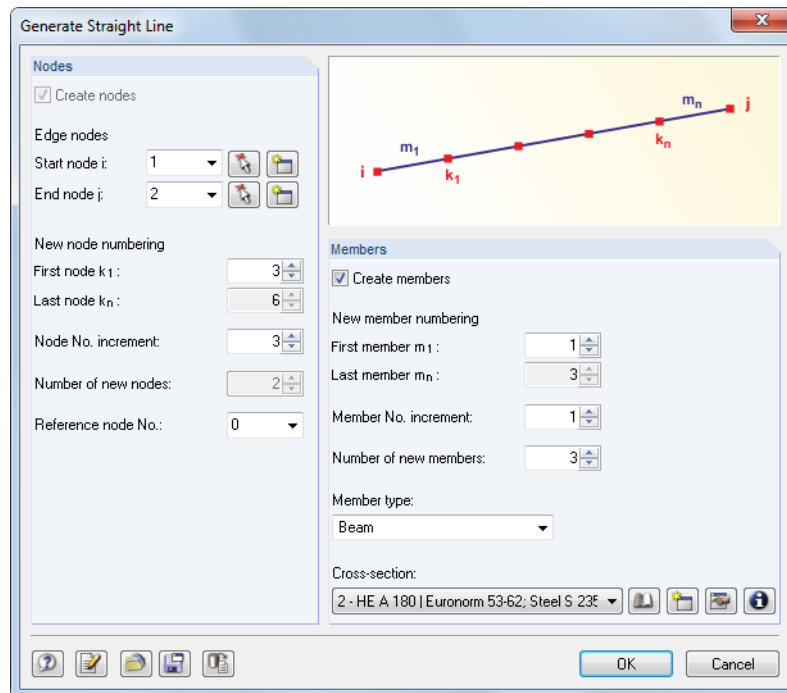 Generate Straight Line
Nodes
Create nodes
Edge nodes
Start node i: 1
End node j: 2
New node numbering
First node k1 : 3
Last node kn : 6
Node No. increment: 3
Number of new nodes: 2
Reference node No.: 0
i
m1
k1
mn
kn
j
Members
Create members
New member numbering
First member m1 : 1
Last member mn : 3
Member No. increment: 1
Number of new members: 3
Member type:
Beam
Cross-section:
2 - HE A 180 | Euronorm 53-62; Steel S 235
OK
Cancel